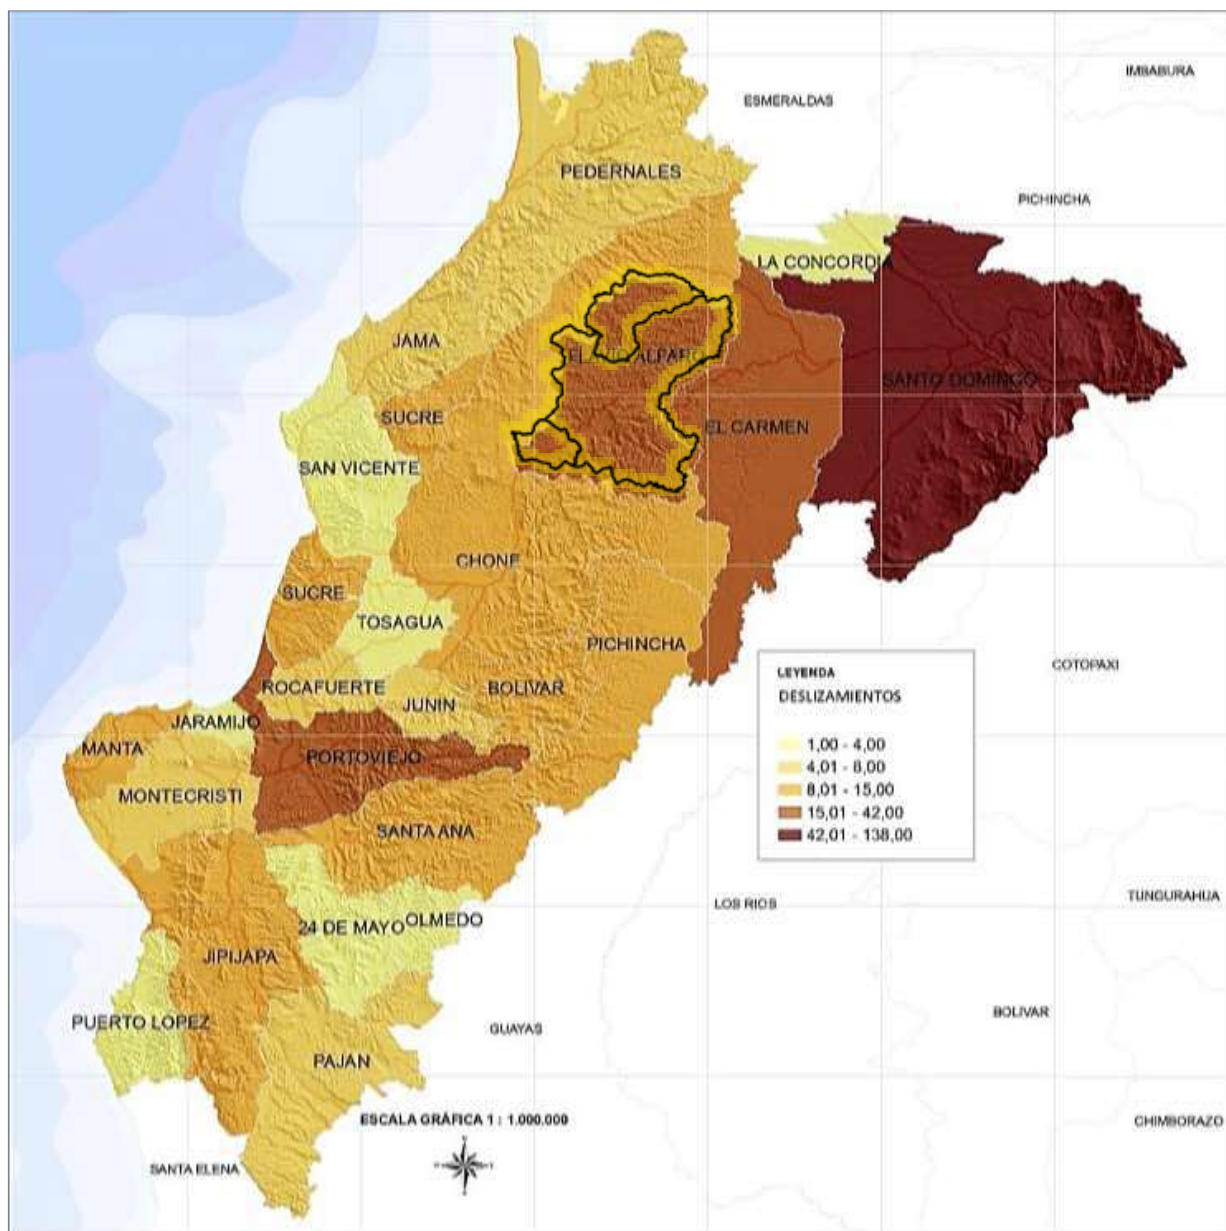 IMBABURA
ESMERALDAS
PEDERNALES
PICHINCHA
LA CONCORDIA
JAMA
SANTO DOMINGO
SUCRE
EL CARMEN
SAN VICENTE
CHONE
SUCRE
TOSAGUA
PICHINCHA
COTOPAXI
LEYENDA
ROCAFUERTE
BOLIVAR
DESLIZAMIENTOS
JUNIN
JARAMIJO
1,00 - 4,00
MANTA
PORTOVIEJO
4,01 - 8,00
8,01 - 15,00
MONTECRISTI
15,01 - 42,00
SANTA ANA
42,01 - 138,00
TUNGURAHUA
LOS RIOS
24 DE MAYO
OLMEDO
JIPIJAPA
BOLIVAR
PUERTO LOPEZ
GUAYAS
PAJAN
ESCALA GRÁFICA 1 : 1.000.000
CHIMBORAZO
SANTA ELENA